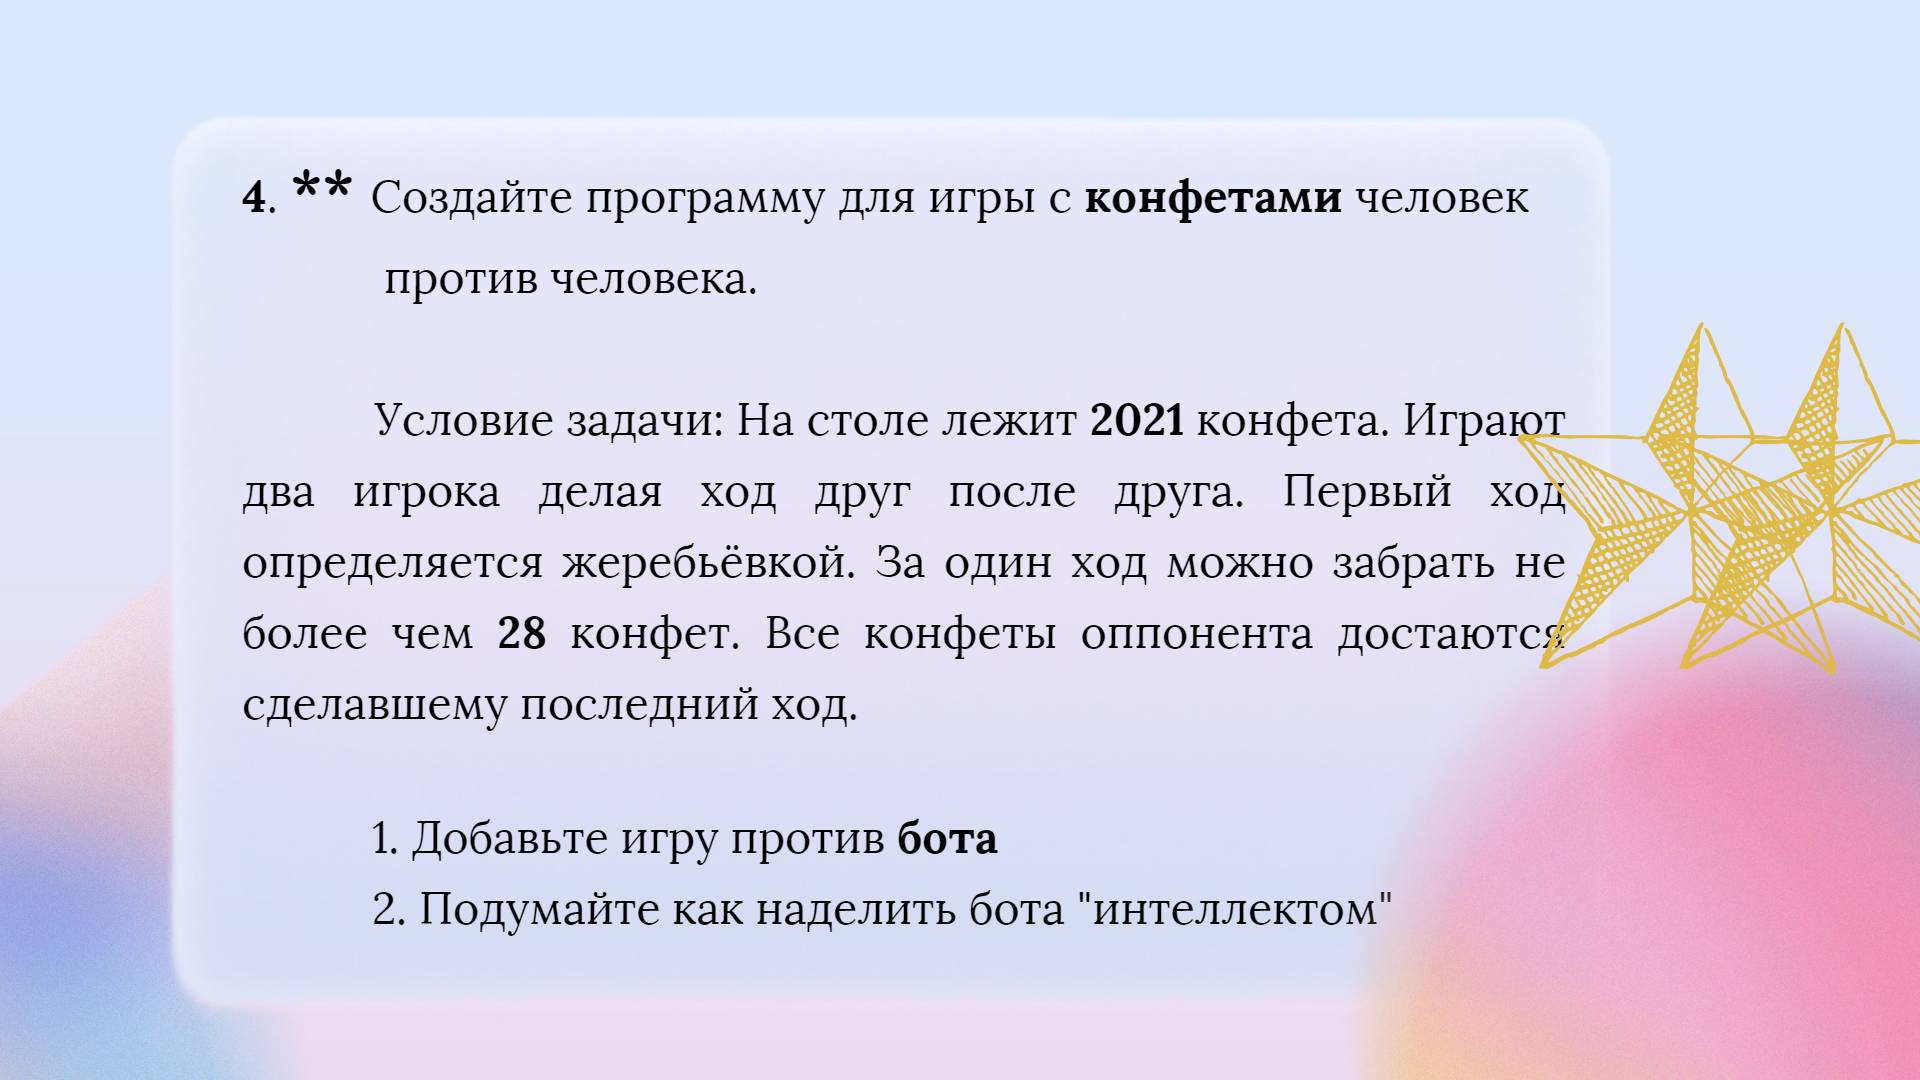 4. ** Создайте программу для игры с конфетами человек
против человека.
Условие задачи: На столе лежит 2021 конфета. Играют
два игрока делая ход друг после друга. Первый ход
определяется жеребьёвкой. За один ход можно забрать не
более чем 28 конфет. Все конфеты оппонента достаются
сделавшему последний ход.
1. Добавьте игру против бота
2. Подумайте как наделить бота "интеллектом"